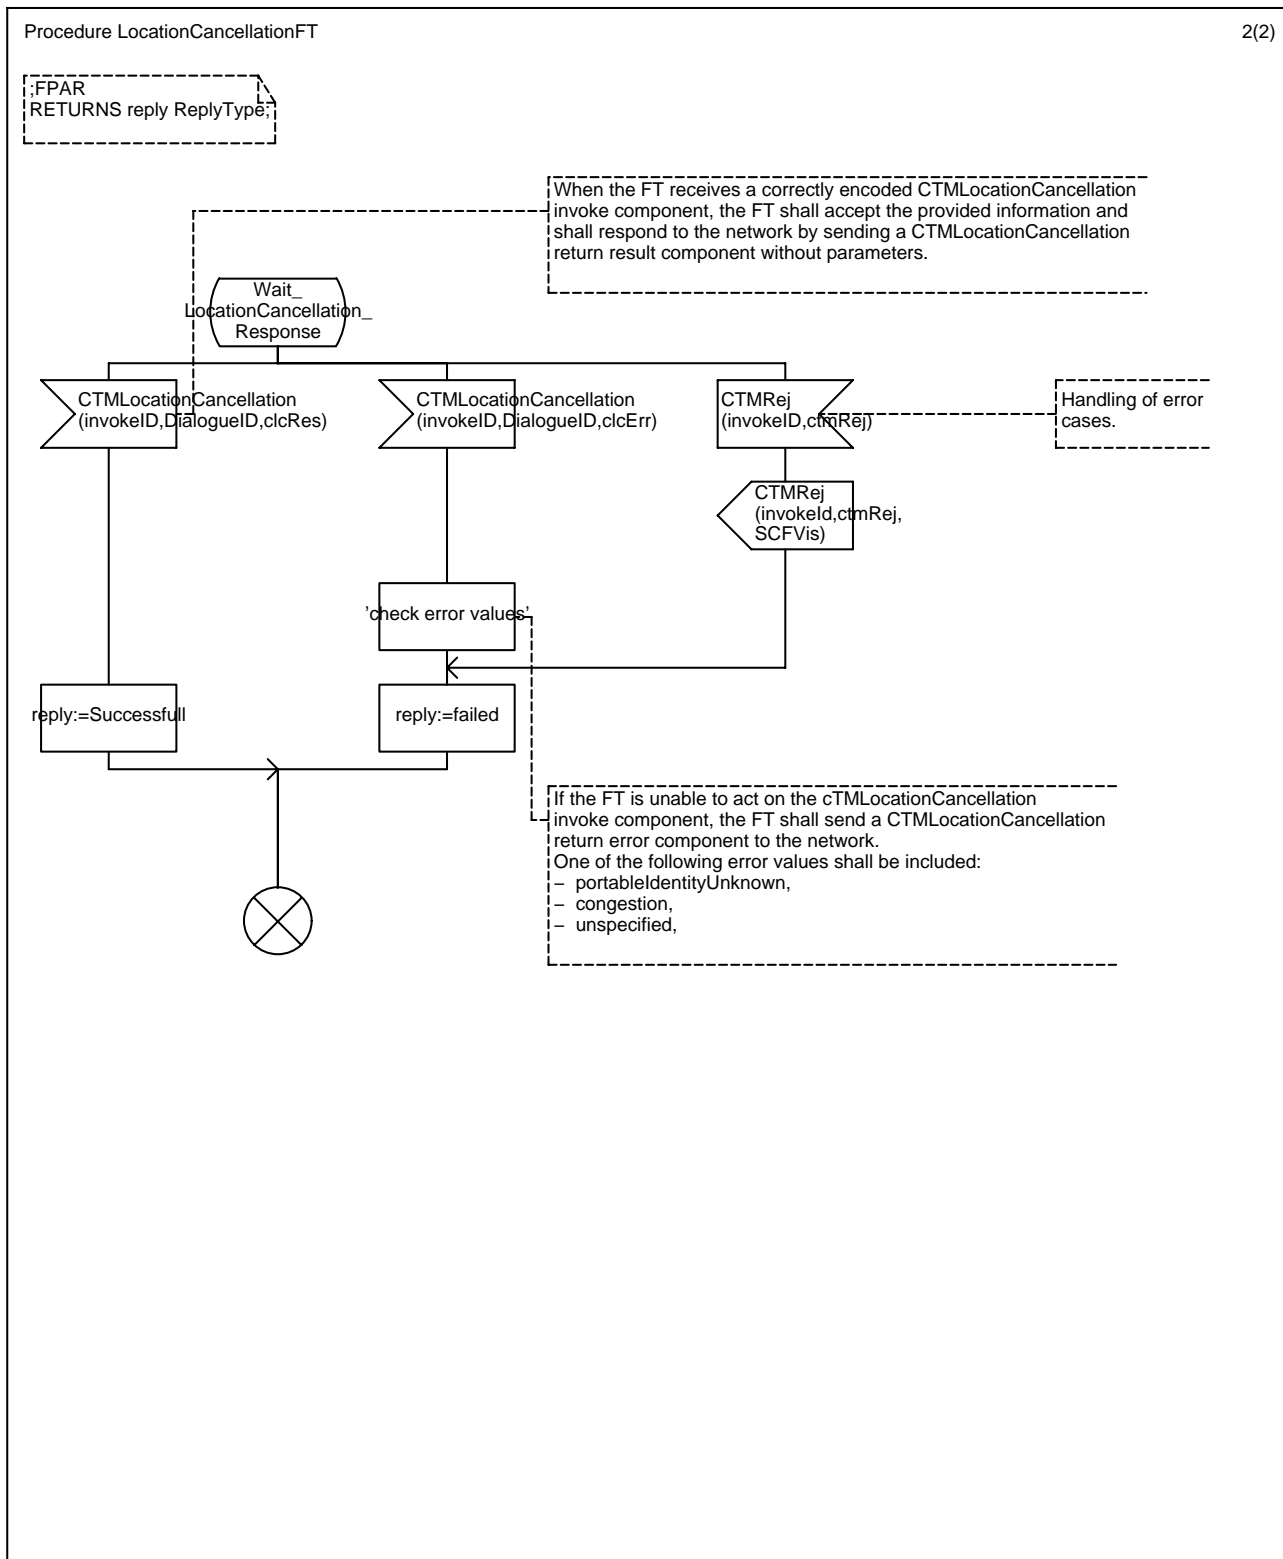 Procedure LocationCancellationFT
2(2)
;FPAR
RETURNS reply ReplyType;
When the FT receives a correctly encoded CTMLocationCancellation
invoke component, the FT shall accept the provided information and
shall respond to the network by sending a CTMLocationCancellation
return result component without parameters.
Wait_
LocationCancellation_
Response
CTMLocationCancellation
(invokeID,DialogueID,clcRes)
CTMLocationCancellation
(invokeID,DialogueID,clcErr)
CTMRej
(invokeID,ctmRej)
Handling of error
cases.
CTMRej
(invokeId,ctmRej,
SCFVis)
'check error values'
reply:=Successfull
reply:=failed
If the FT is unable to act on the cTMLocationCancellation
invoke component, the FT shall send a CTMLocationCancellation
return error component to the network.
One of the following error values shall be included:
– portableIdentityUnknown,
– congestion,
– unspecified,